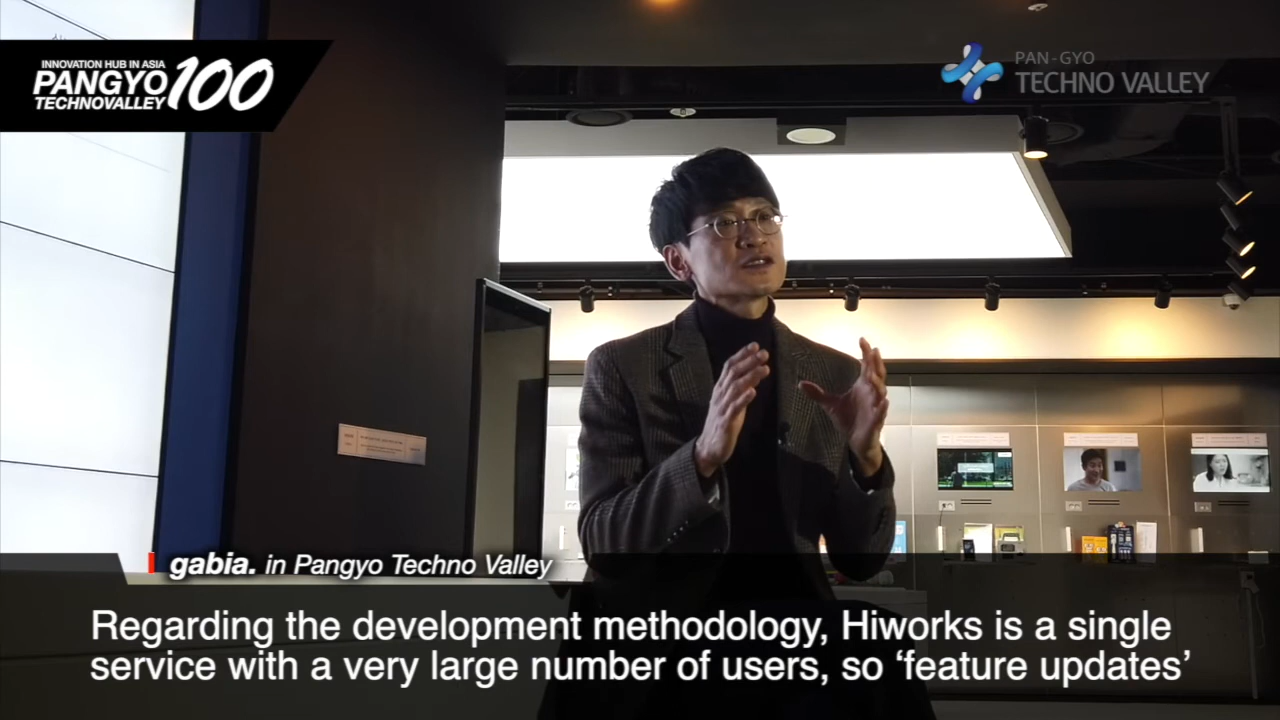 INNOVATION HUB IN ASIA
PANGYO
TECHNOVALLEY
100
PAN-GYO
TECHNO VALLEY
gabia. in Pangyo Techno Valley
Regarding the development methodology, Hiworks is a single
service with a very large number of users, so ‘feature updates’